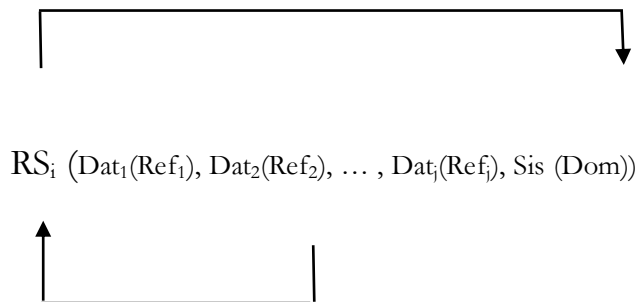 RSᵢ (Dat₁(Ref₁), Dat₂(Ref₂), … , Datⱼ(Refⱼ), Sis (Dom))